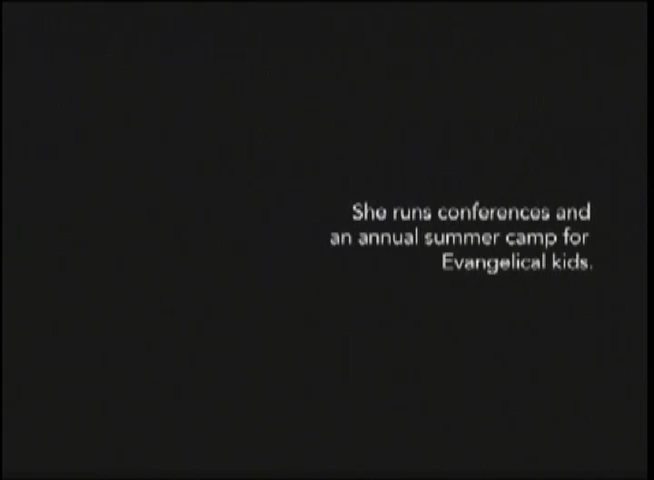 She runs conferences and
an annual summer camp for
Evangelical kids.